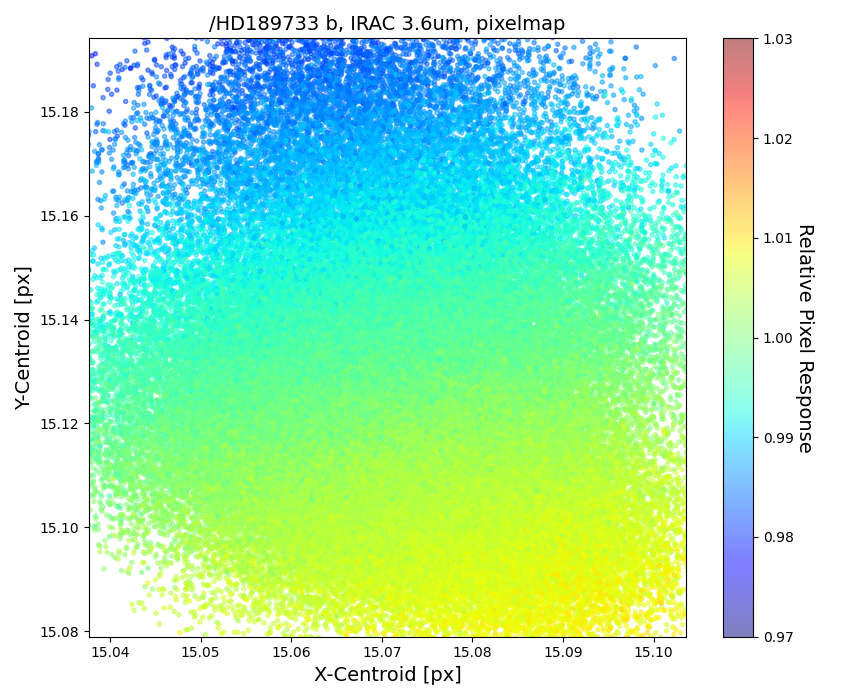 /HD189733 b, IRAC 3.6um, pixelmap
15.18
15.16
15.14
15.12
15.10
15.08
Y-Centroid [px]
15.04 15.05 15.06 15.07 15.08 15.09 15.10
X-Centroid [px]
1.03
1.02
1.01
1.00
0.99
0.98
0.97
Relative Pixel Response